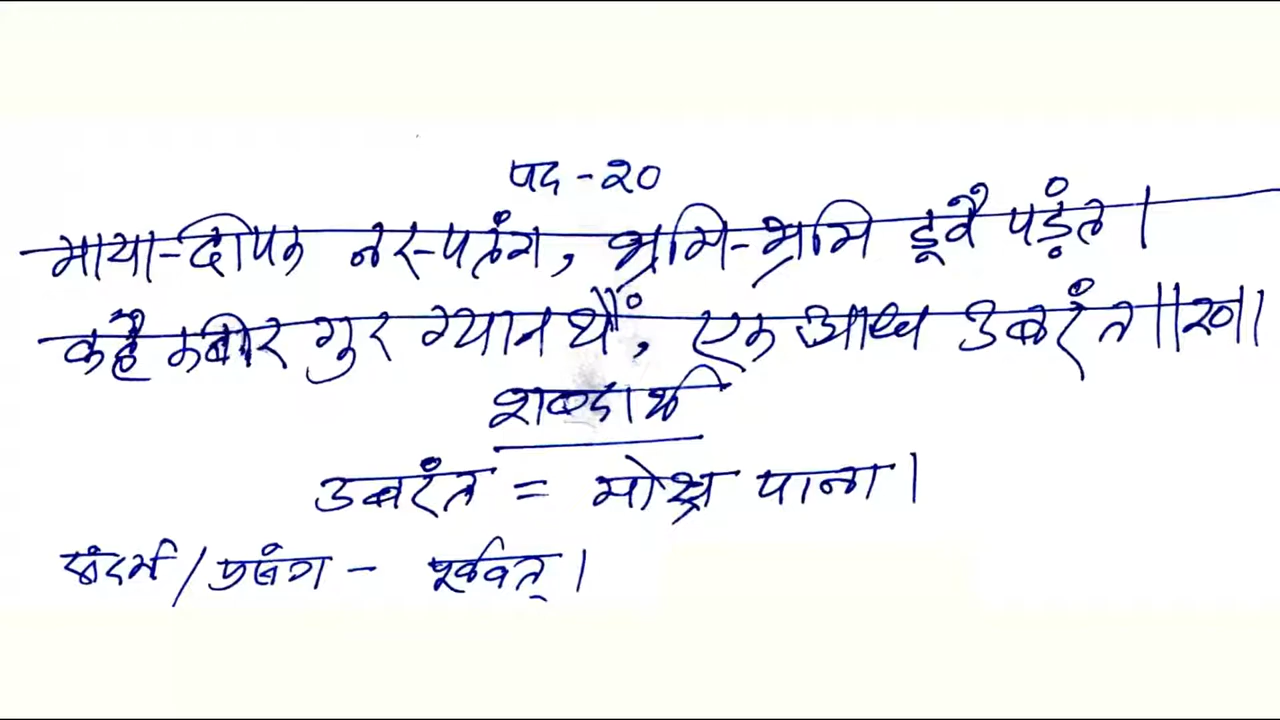 पद - २०
माया-दीपक नर-पतंग, भ्रमि-भ्रमि डूवै पड़ंत ।
कहै कबीर गुर ग्यान थैं, एक आध उबरंत ||२०||
शब्दार्थ
उबरंत = मोक्ष पाना ।
संदर्भ / प्रसंग - पूर्ववत् ।